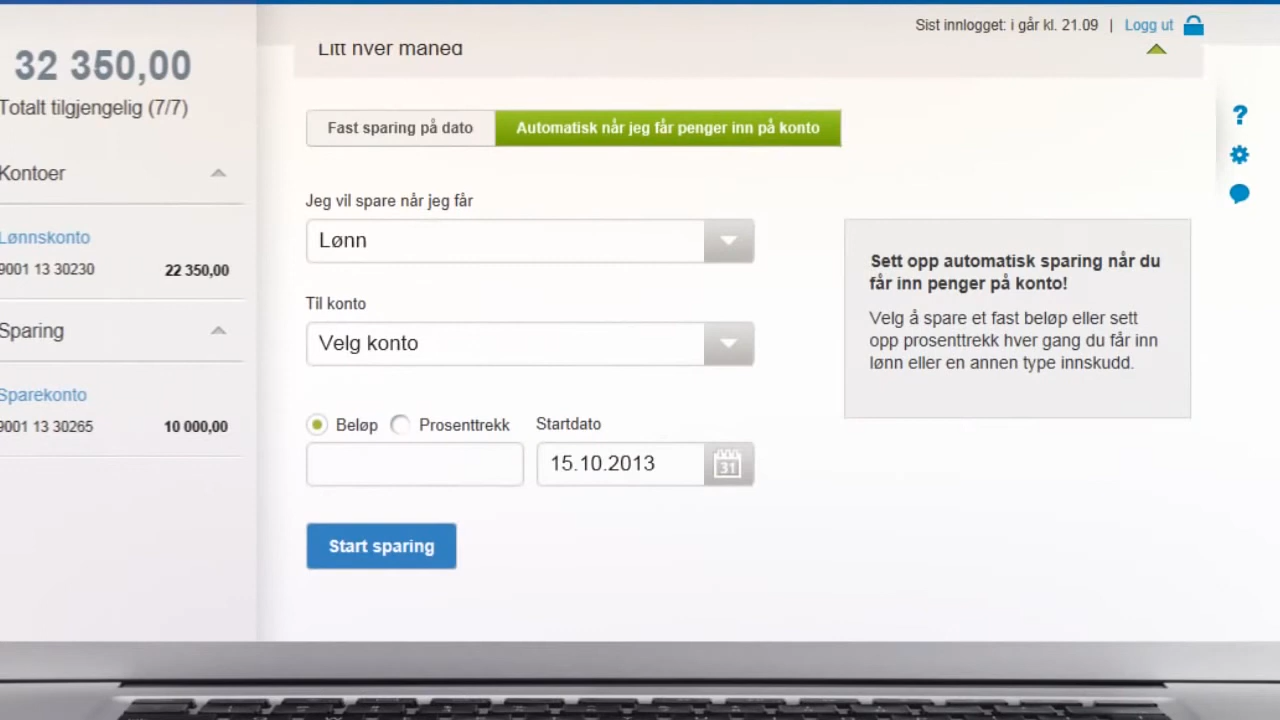 Sist innlogget: i går kl. 21.09 | Logg ut
32 350,00
Totalt tilgjengelig (7/7)
Kontoer
Lønnskonto
9001 13 30230 22 350,00
Sparing
Sparekonto
9001 13 30265 10 000,00
Litt hver måned
Fast sparing på dato
Automatisk når jeg får penger inn på konto
Jeg vil spare når jeg får
Lønn
Til konto
Velg konto
Beløp Prosenttrekk Startdato
15.10.2013
31
Start sparing
?
Sett opp automatisk sparing når du
får inn penger på konto!
Velg å spare et fast beløp eller sett
opp prosenttrekk hver gang du får inn
lønn eller en annen type innskudd.